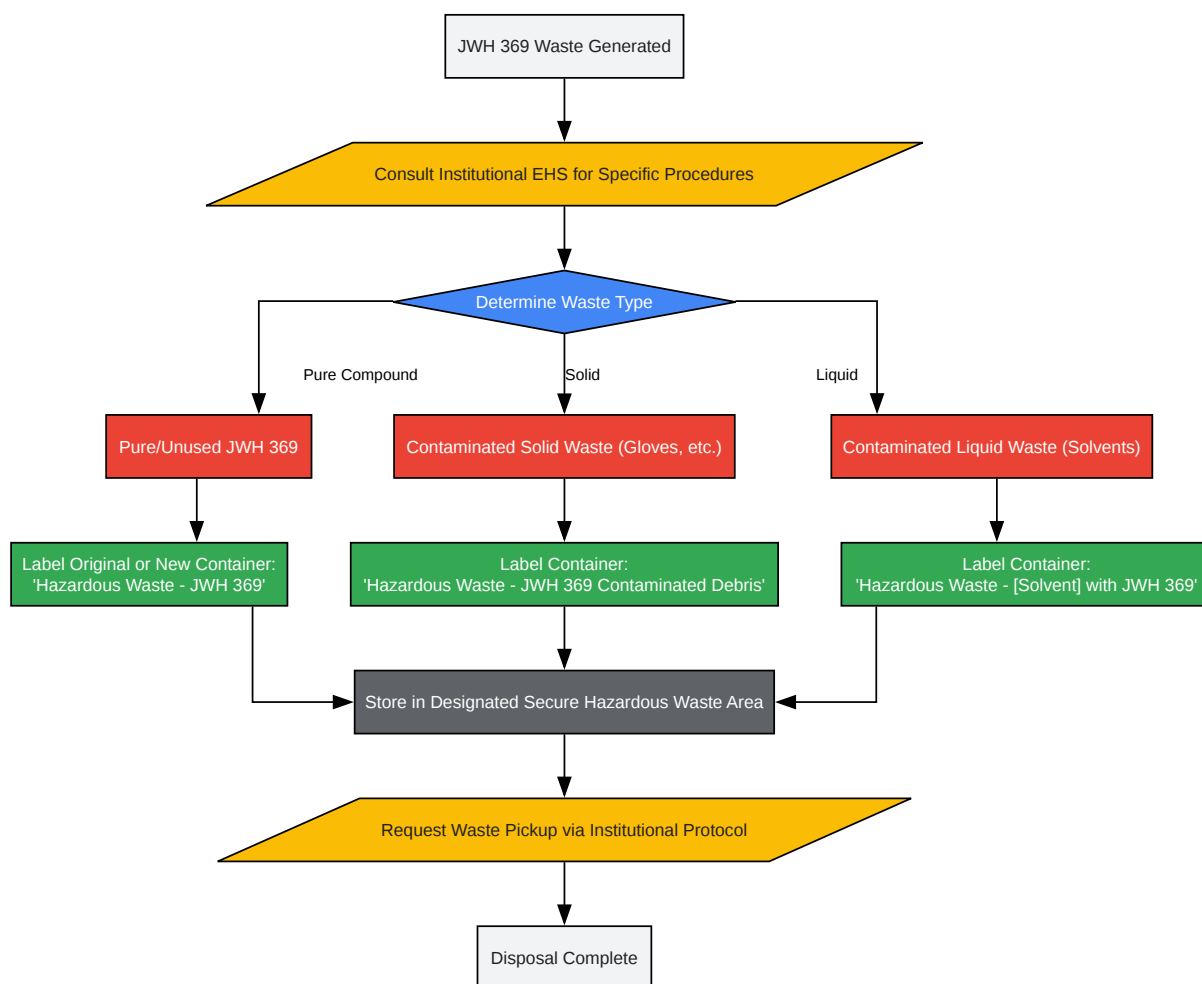 JWH 369 Waste Generated
Consult Institutional EHS for Specific Procedures
Determine Waste Type
Pure Compound
Solid
Liquid
Pure/Unused JWH 369
Contaminated Solid Waste (Gloves, etc.)
Contaminated Liquid Waste (Solvents)
Label Original or New Container:
'Hazardous Waste - JWH 369'
Label Container:
'Hazardous Waste - JWH 369 Contaminated Debris'
Label Container:
'Hazardous Waste - [Solvent] with JWH 369'
Store in Designated Secure Hazardous Waste Area
Request Waste Pickup via Institutional Protocol
Disposal Complete